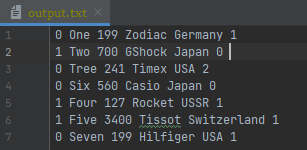 output.txt
1 0 One 199 Zodiac Germany 1
2 1 Two 700 GShock Japan 0
3 0 Tree 241 Timex USA 2
4 0 Six 560 Casio Japan 0
5 1 Four 127 Rocket USSR 1
6 1 Five 3400 Tissot Switzerland 1
7 0 Seven 199 Hilfiger USA 1